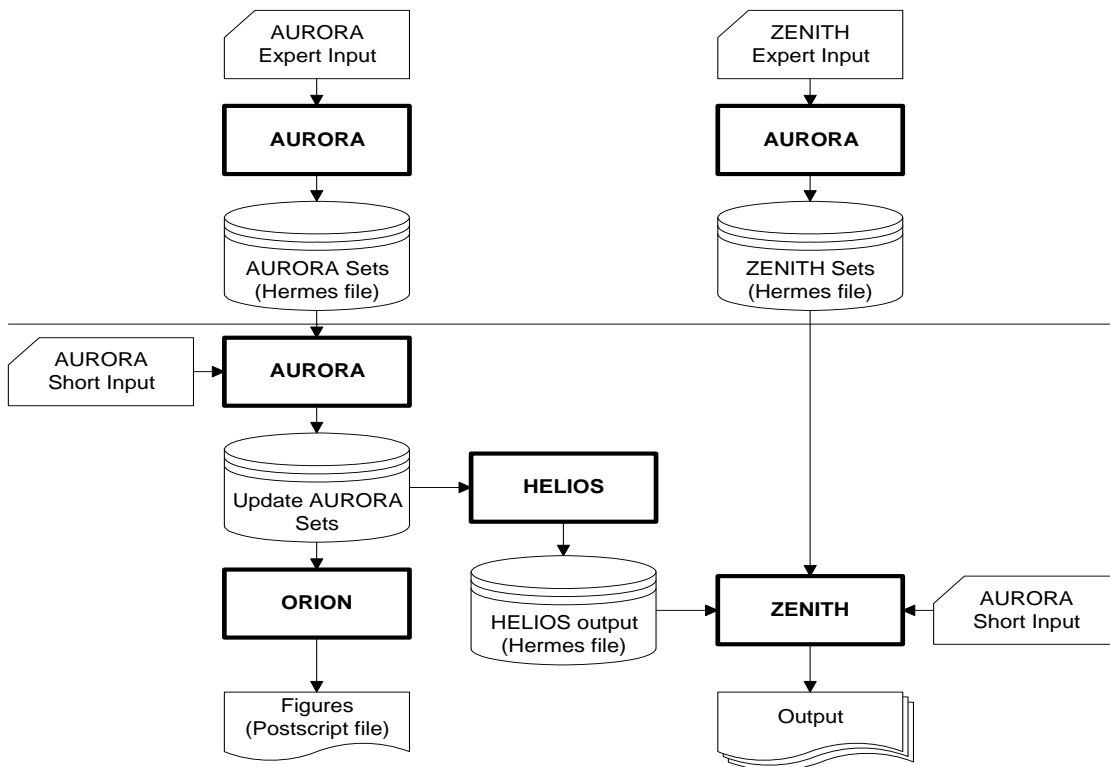 AURORA
Expert Input
ZENITH
Expert Input
AURORA
AURORA
AURORA Sets
(Hermes file)
ZENITH Sets
(Hermes file)
AURORA
Short Input
AURORA
Update AURORA
Sets
HELIOS
ORION
HELIOS output
(Hermes file)
ZENITH
AURORA
Short Input
Figures
(Postscript file)
Output